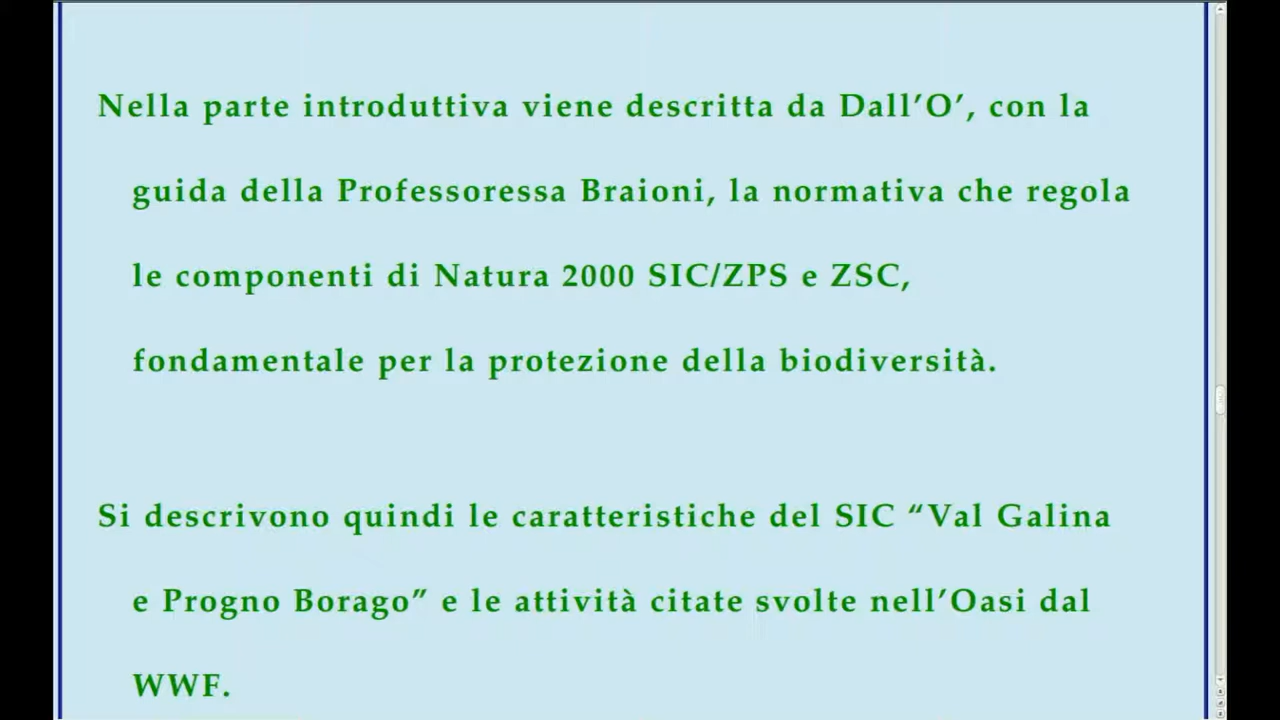 Nella parte introduttiva viene descritta da Dall’O’, con la
guida della Professoressa Braioni, la normativa che regola
le componenti di Natura 2000 SIC/ZPS e ZSC,
fondamentale per la protezione della biodiversità.
Si descrivono quindi le caratteristiche del SIC “Val Galina
e Progno Borago” e le attività citate svolte nell’Oasi dal
WWF.